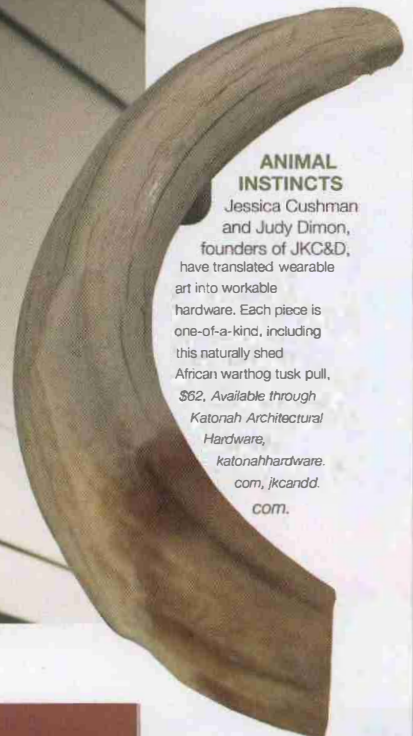 ANIMAL
INSTINCTS
Jessica Cushman
and Judy Dimon,
founders of JKC&D,
have translated wearable
art into workable
hardware. Each piece is
one-of-a-kind, including
this naturally shed
African warthog tusk pull,
$62, Available through
Katonah Architectural
Hardware,
katonahhardware.
com, jkcandd.
com.